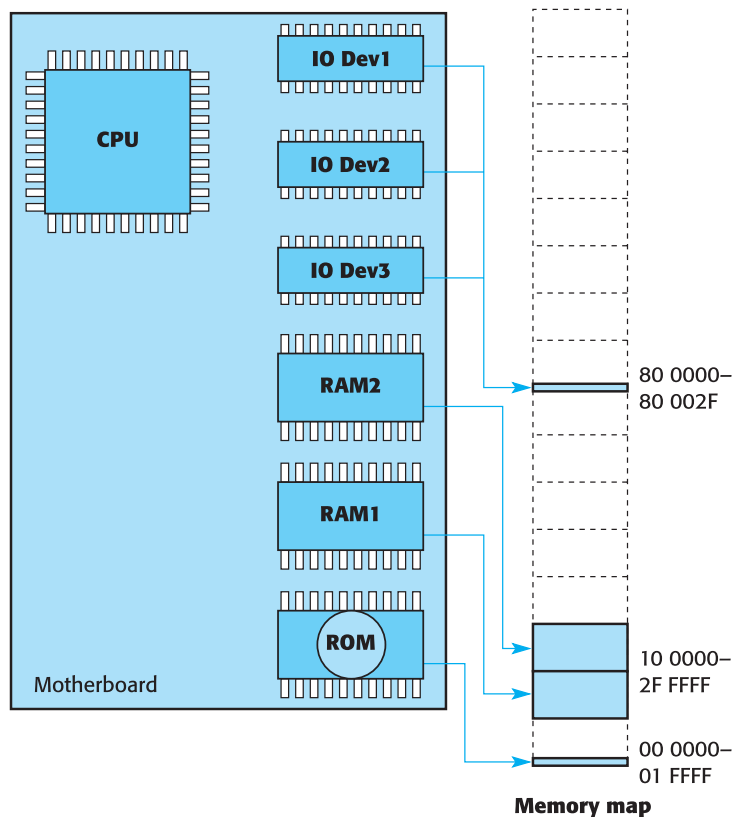 IO Dev1
CPU
IO Dev2
IO Dev3
RAM2
80 0000–
80 002F
RAM1
ROM
10 0000–
2F FFFF
Motherboard
00 0000–
01 FFFF
Memory map